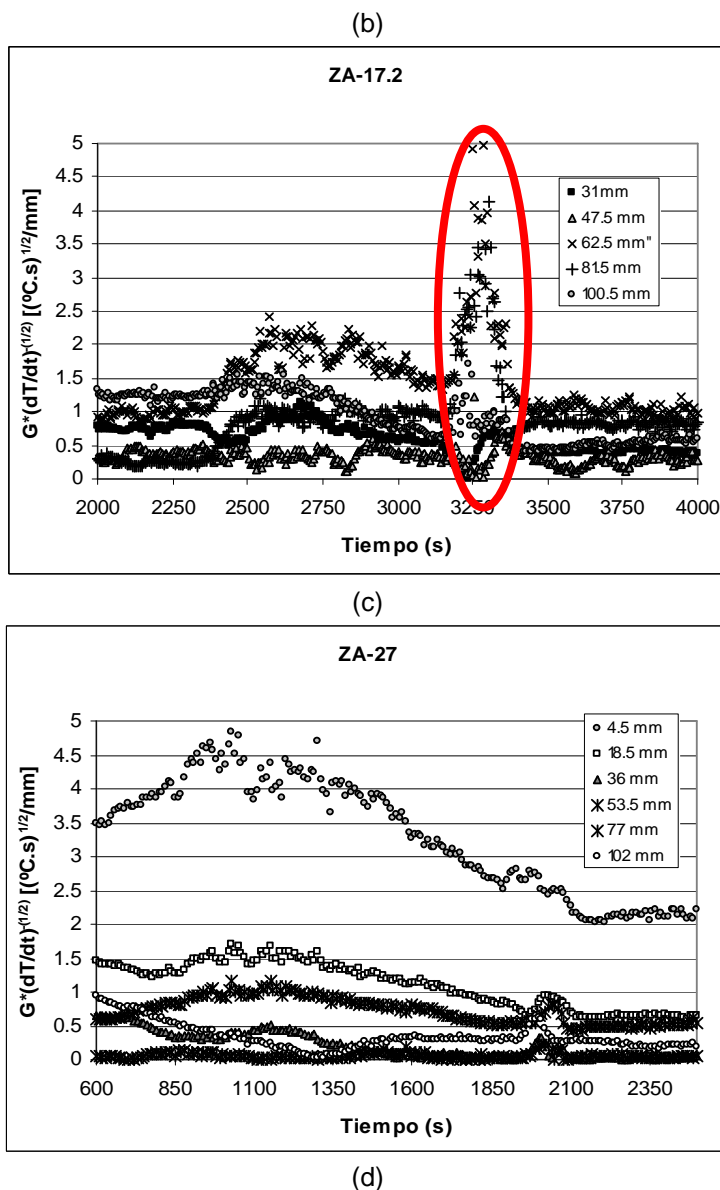 (b)
ZA-17.2
G*(dT/dt)-(1/2) [(ºC.s) 1/2/mm]
5
4.5
4
3.5
3
2.5
2
1.5
1
0.5
0
31mm
47.5 mm
62.5 mm"
81.5 mm
100.5 mm
2000 2250 2500 2750 3000 3250 3500 3750 4000
Tiempo (s)
(c)
ZA-27
G*(dT/dt)-(1/2) [(ºC.s) 1/2/mm]
5
4.5
4
3.5
3
2.5
2
1.5
1
0.5
0
4.5 mm
18.5 mm
36 mm
53.5 mm
77 mm
102 mm
600 850 1100 1350 1600 1850 2100 2350
Tiempo (s)
(d)